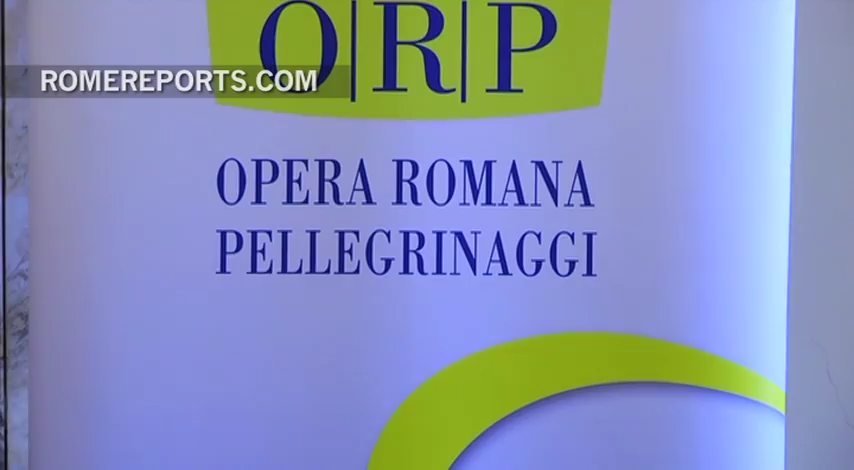 O|R|P
ROMEREPORTS.COM
OPERA ROMANA
PELLEGRINAGGI